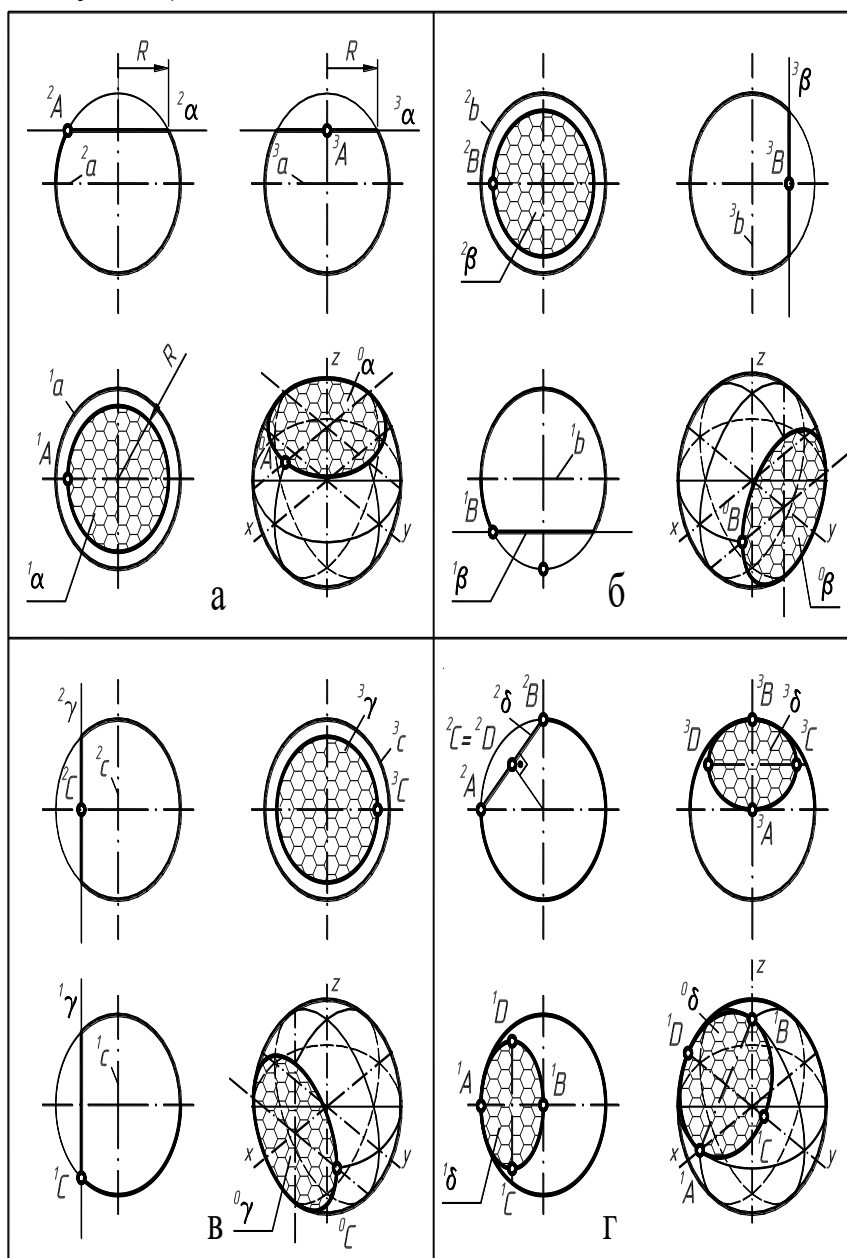 R R
²A ²α ³α
³A
²a ³a
R
z ⁰α
¹a
¹A ⁰A
x y
¹α
а
³β
²b
²B ³B
³b
²β
z
¹b
¹B ⁰B
x y
¹β ⁰β
б
²γ ³γ
²c ³c
²C ³C
z
¹γ
¹c
x y
¹C ⁰γ ⁰C
в
²δ ²B ³B ³δ
²C=²D ³D ³C
²A
³A
z
¹D ⁰δ
¹D ¹B
¹A ¹B
x ¹C y
¹δ ¹C ¹A
г